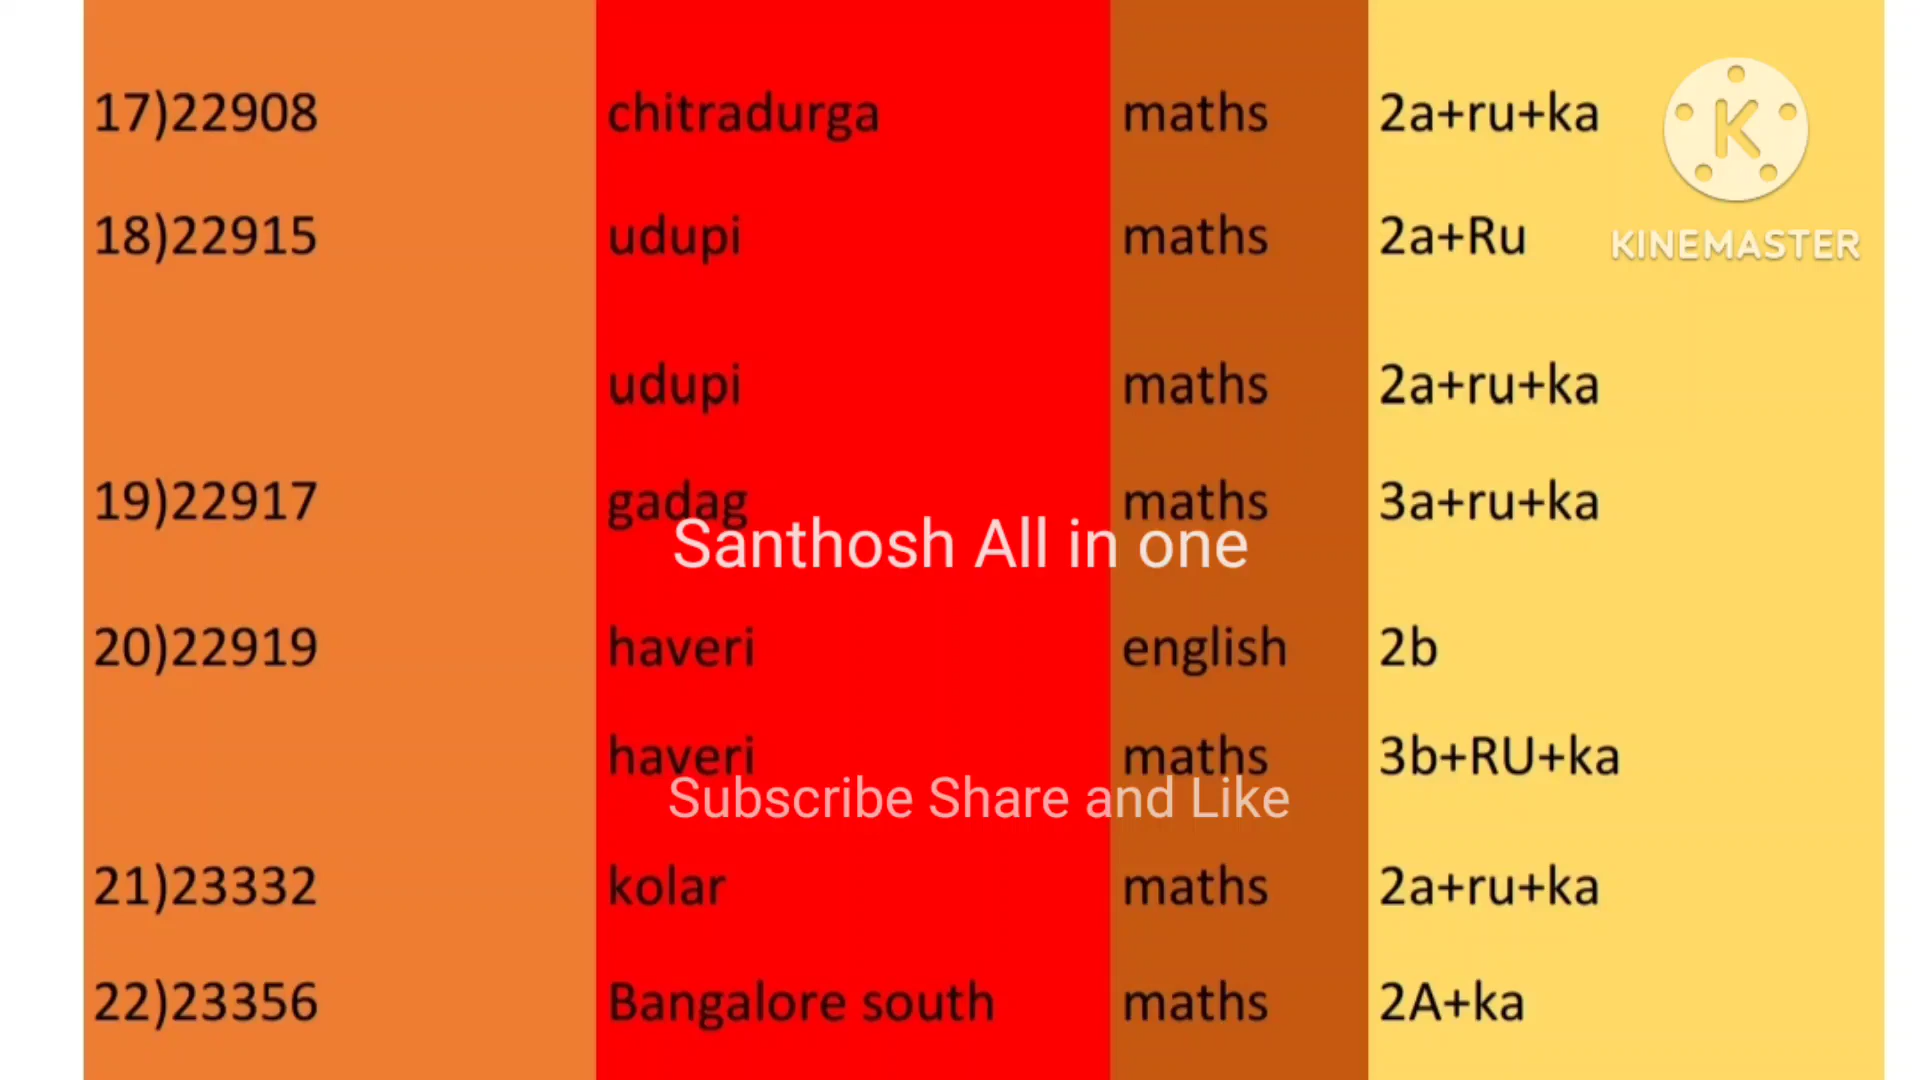 17)22908 chitradurga maths 2a+ru+ka
18)22915 udupi maths 2a+Ru
KINEMASTER
udupi maths 2a+ru+ka
19)22917 gadag maths 3a+ru+ka
Santhosh All in one
20)22919 haveri english 2b
haveri maths 3b+RU+ka
Subscribe Share and Like
21)23332 kolar maths 2a+ru+ka
22)23356 Bangalore south maths 2A+ka